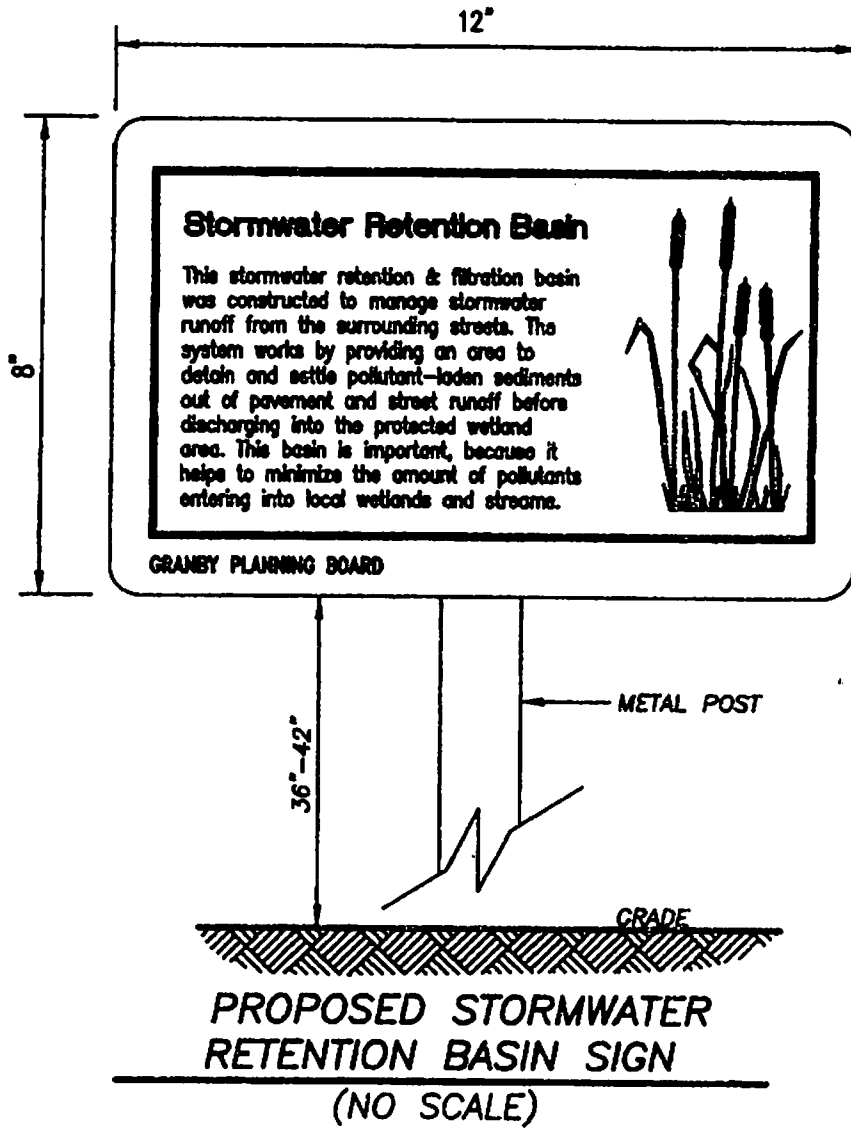 12"
8"
Stormwater Retention Basin
This stormwater retention & filtration basin
was constructed to manage stormwater
runoff from the surrounding streets. The
system works by providing an area to
detain and settle pollutant-laden sediments
out of pavement and street runoff before
discharging into the protected wetland
area. This basin is important, because it
helps to minimize the amount of pollutants
entering into local wetlands and streams.
GRANBY PLANNING BOARD
METAL POST
36"-42"
GRADE
PROPOSED STORMWATER
RETENTION BASIN SIGN
(NO SCALE)